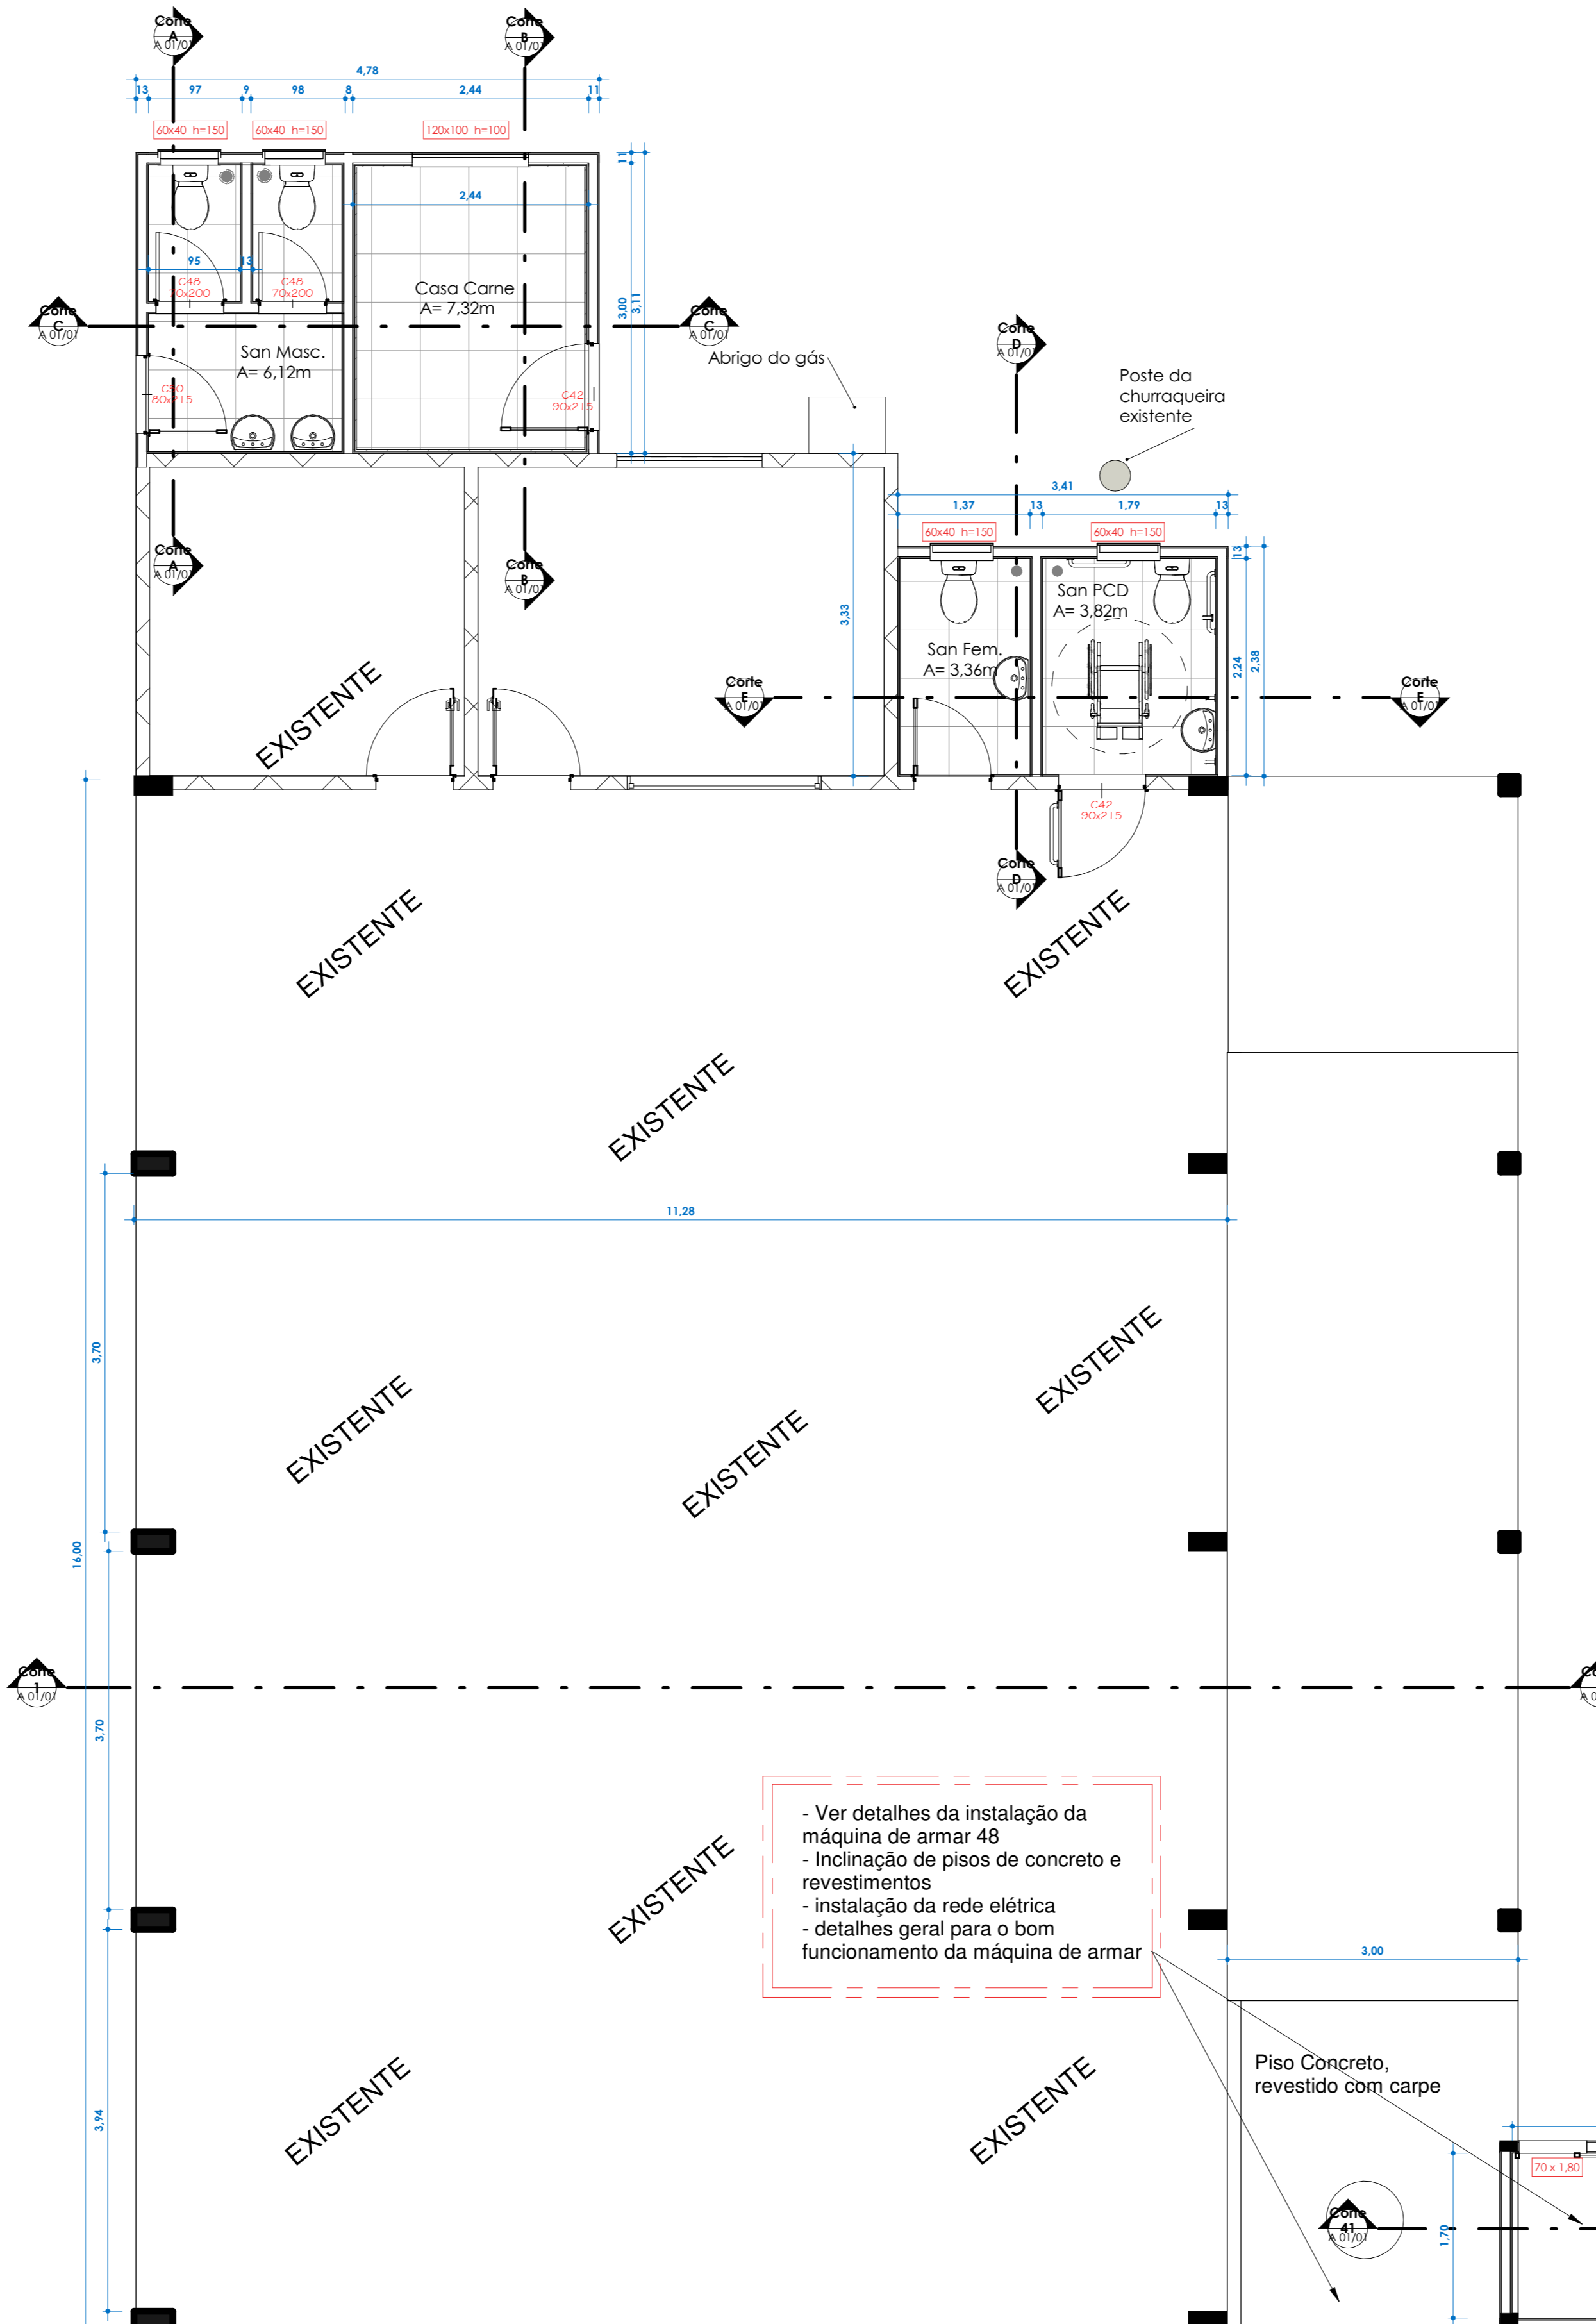 Corte
A
A 01/01
Corte
B
A 01/01
4,78
13
97
9
98
8
2,44
11
60x40 h=150
60x40 h=150
120x100 h=100
11
2,44
95
13
C48
70x200
C48
70x200
Casa Carne
A= 7,32m
3,00
3,11
Corte
C
A 01/01
Corte
C
A 01/01
Corte
D
A 01/01
San Masc.
A= 6,12m
Abrigo do gás
C50
80x215
C42
90x215
Poste da
churraqueira
existente
3,41
1,37
13
1,79
13
60x40 h=150
60x40 h=150
13
Corte
A
A 01/01
Corte
B
A 01/01
San PCD
A= 3,82m
3,33
San Fem.
A= 3,36m
2,24
2,38
Corte
E
A 01/01
Corte
E
A 01/01
EXISTENTE
C42
90x215
Corte
D
A 01/01
EXISTENTE
EXISTENTE
EXISTENTE
11,28
3,70
EXISTENTE
EXISTENTE
EXISTENTE
16,00
Corte
1
A 01/01
3,70
- Ver detalhes da instalação da
máquina de armar 48
- Inclinação de pisos de concreto e
revestimentos
- instalação da rede elétrica
- detalhes geral para o bom
funcionamento da máquina de armar
EXISTENTE
3,00
Piso Concreto,
revestido com carpe
EXISTENTE
EXISTENTE
3,94
70 x 1,80
Corte
41
A 01/01
1,70